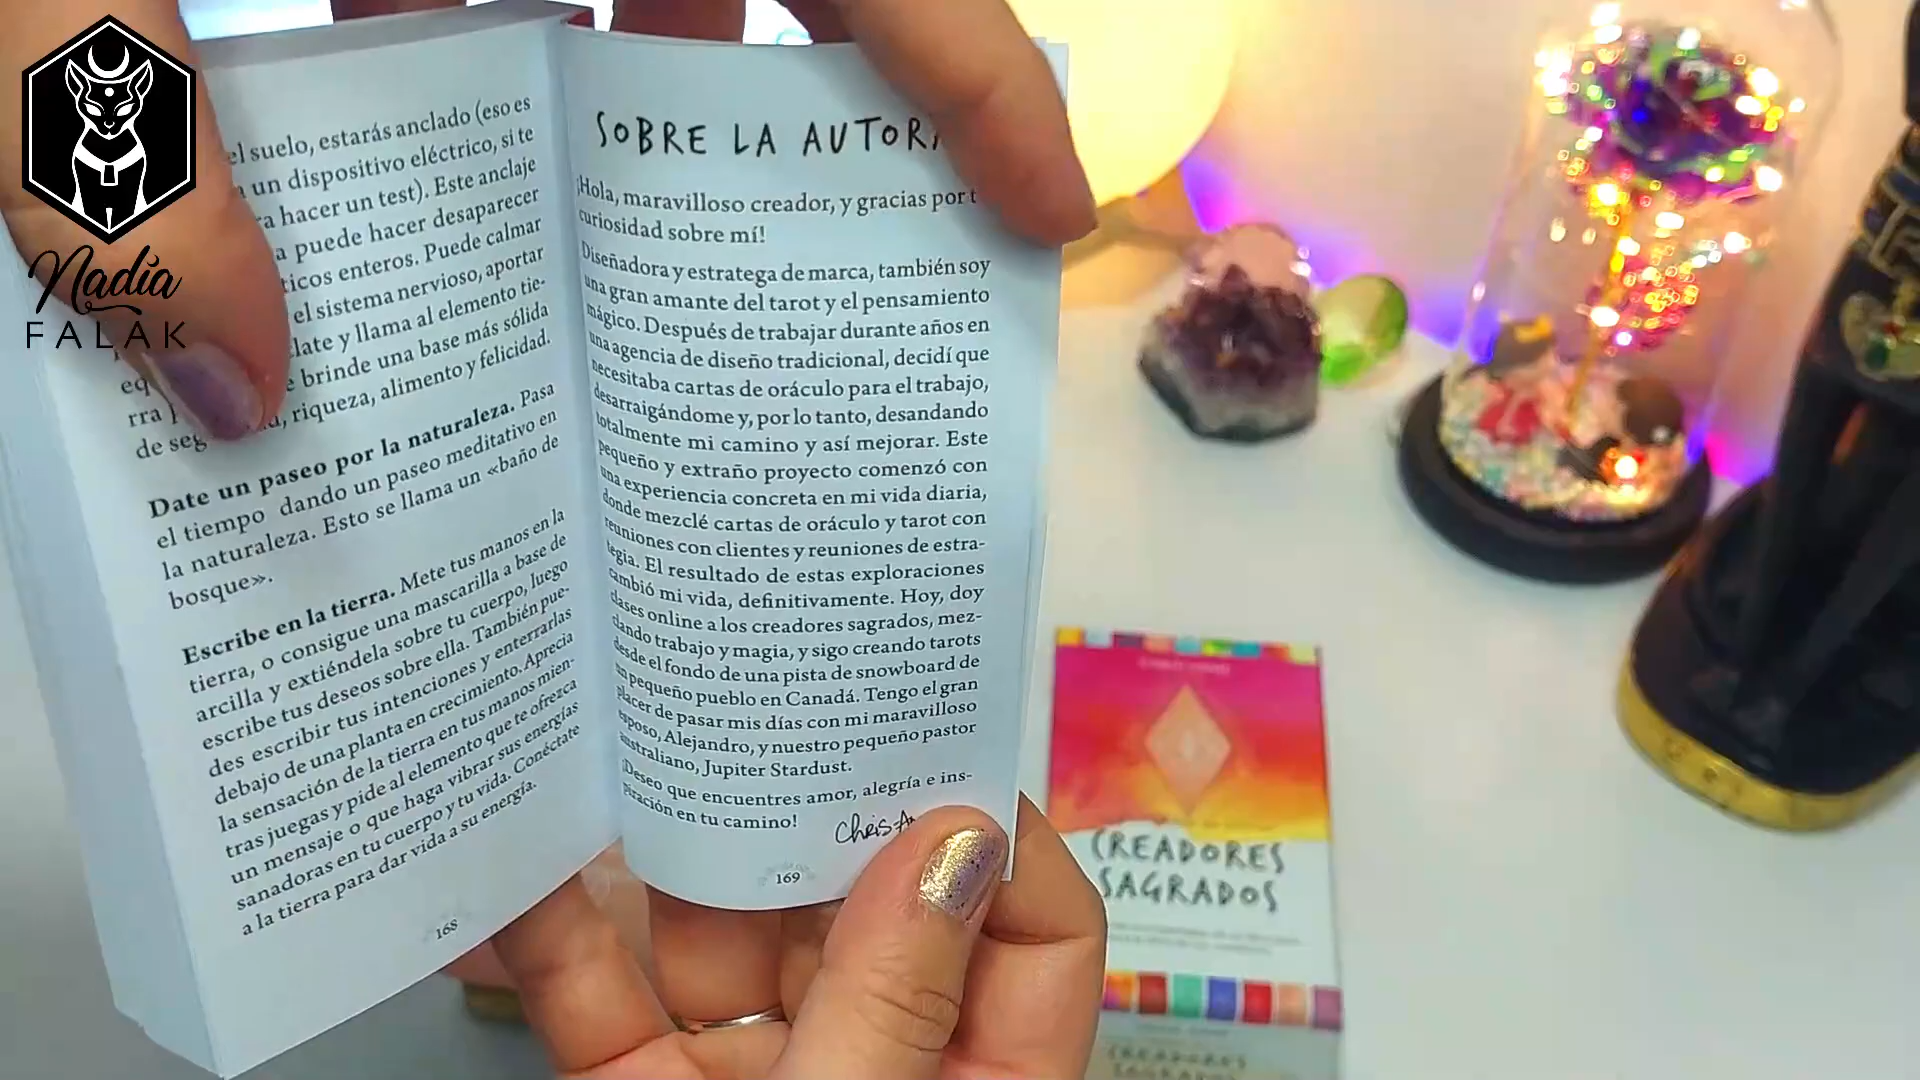 Nadia
FALAK
el suelo, estarás anclado (eso es
un dispositivo eléctrico, si te
hacer un test). Este anclaje
puede hacer desaparecer
ticos enteros. Puede calmar
el sistema nervioso, aportar
late y llama al elemento tie-
brinde una base más sólida
de seg , riqueza, alimento y felicidad.
Date un paseo por la naturaleza. Pasa
el tiempo dando un paseo meditativo en
la naturaleza. Esto se llama un «baño de
bosque».
Escribe en la tierra. Mete tus manos en la
tierra, o consigue una mascarilla a base de
arcilla y extiéndela sobre tu cuerpo, luego
escribe tus deseos sobre ella. También pue-
des escribir tus intenciones y enterrarlas
debajo de una planta en crecimiento. Aprecia
la sensación de la tierra en tus manos mien-
tras juegas y pide al elemento que te ofrezca
un mensaje o que haga vibrar sus energías
sanadoras en tu cuerpo y tu vida. Conéctate
a la tierra para dar vida a su energía.
168
SOBRE LA AUTORA
¡Hola, maravilloso creador, y gracias por t
curiosidad sobre mí!
Diseñadora y estratega de marca, también soy
una gran amante del tarot y el pensamiento
mágico. Después de trabajar durante años en
una agencia de diseño tradicional, decidí que
necesitaba cartas de oráculo para el trabajo,
desarraigándome y, por lo tanto, desandando
totalmente mi camino y así mejorar. Este
pequeño y extraño proyecto comenzó con
una experiencia concreta en mi vida diaria,
donde mezclé cartas de oráculo y tarot con
reuniones con clientes y reuniones de estra-
tegia. El resultado de estas exploraciones
cambió mi vida, definitivamente. Hoy, doy
clases online a los creadores sagrados, mez-
clando trabajo y magia, y sigo creando tarots
desde el fondo de una pista de snowboard de
un pequeño pueblo en Canadá. Tengo el gran
placer de pasar mis días con mi maravilloso
esposo, Alejandro, y nuestro pequeño pastor
australiano, Jupiter Stardust.
¡Deseo que encuentres amor, alegría e ins-
piración en tu camino!
Chris
169
CREADORES
SAGRADOS
CREADORES
SAGRADOS